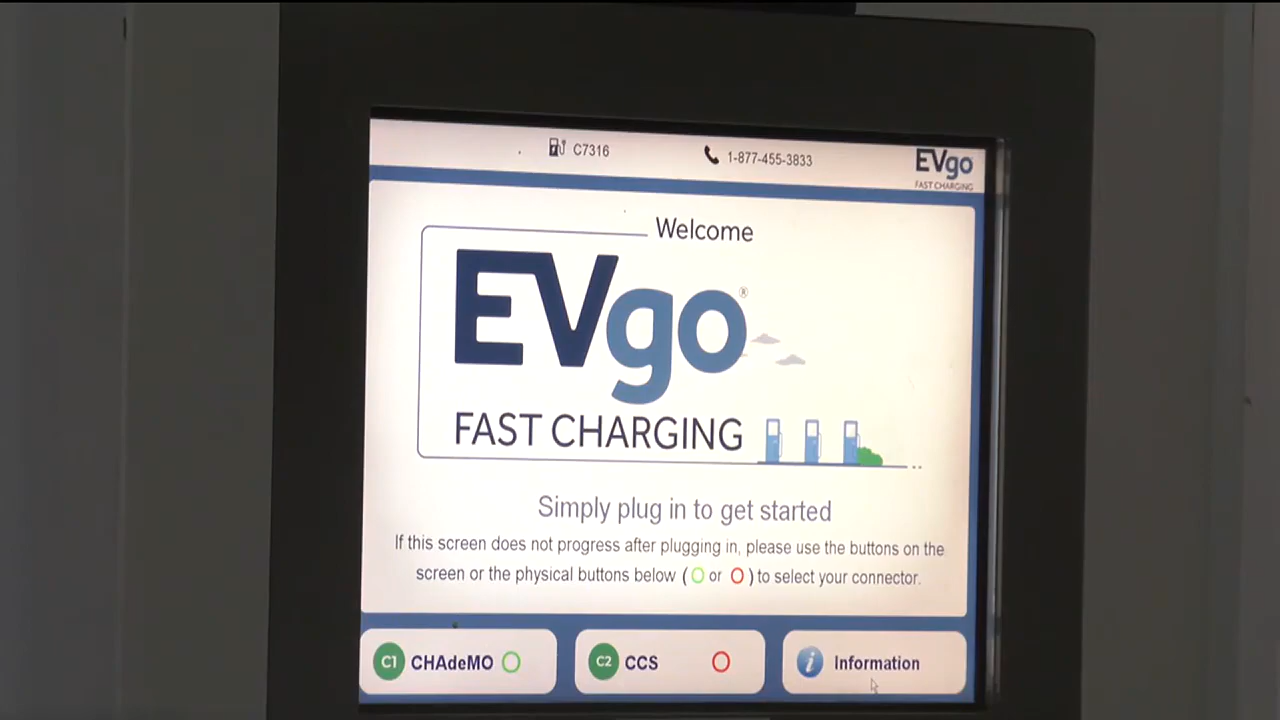 C7316
1-877-455-3833
EVgo
FAST CHARGING
Welcome
EVgo®
FAST CHARGING
Simply plug in to get started
If this screen does not progress after plugging in, please use the buttons on the
screen or the physical buttons below ( O or O ) to select your connector.
C1 CHAdeMO O
C2 CCS O
i Information